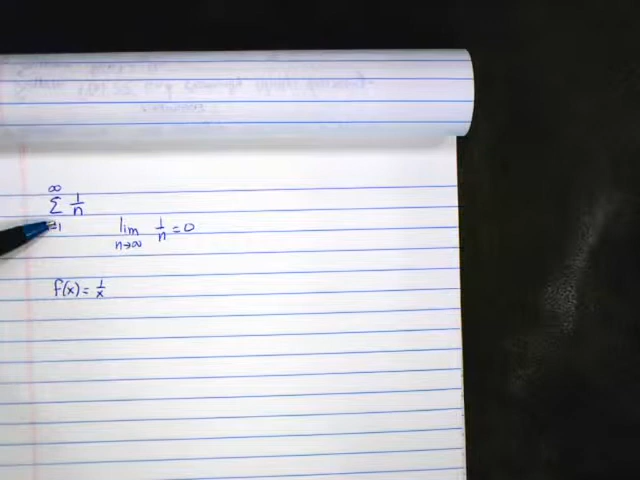 ∞
Σ 1/n
=1
lim 1/n = 0
n→∞
f(x) = 1/x